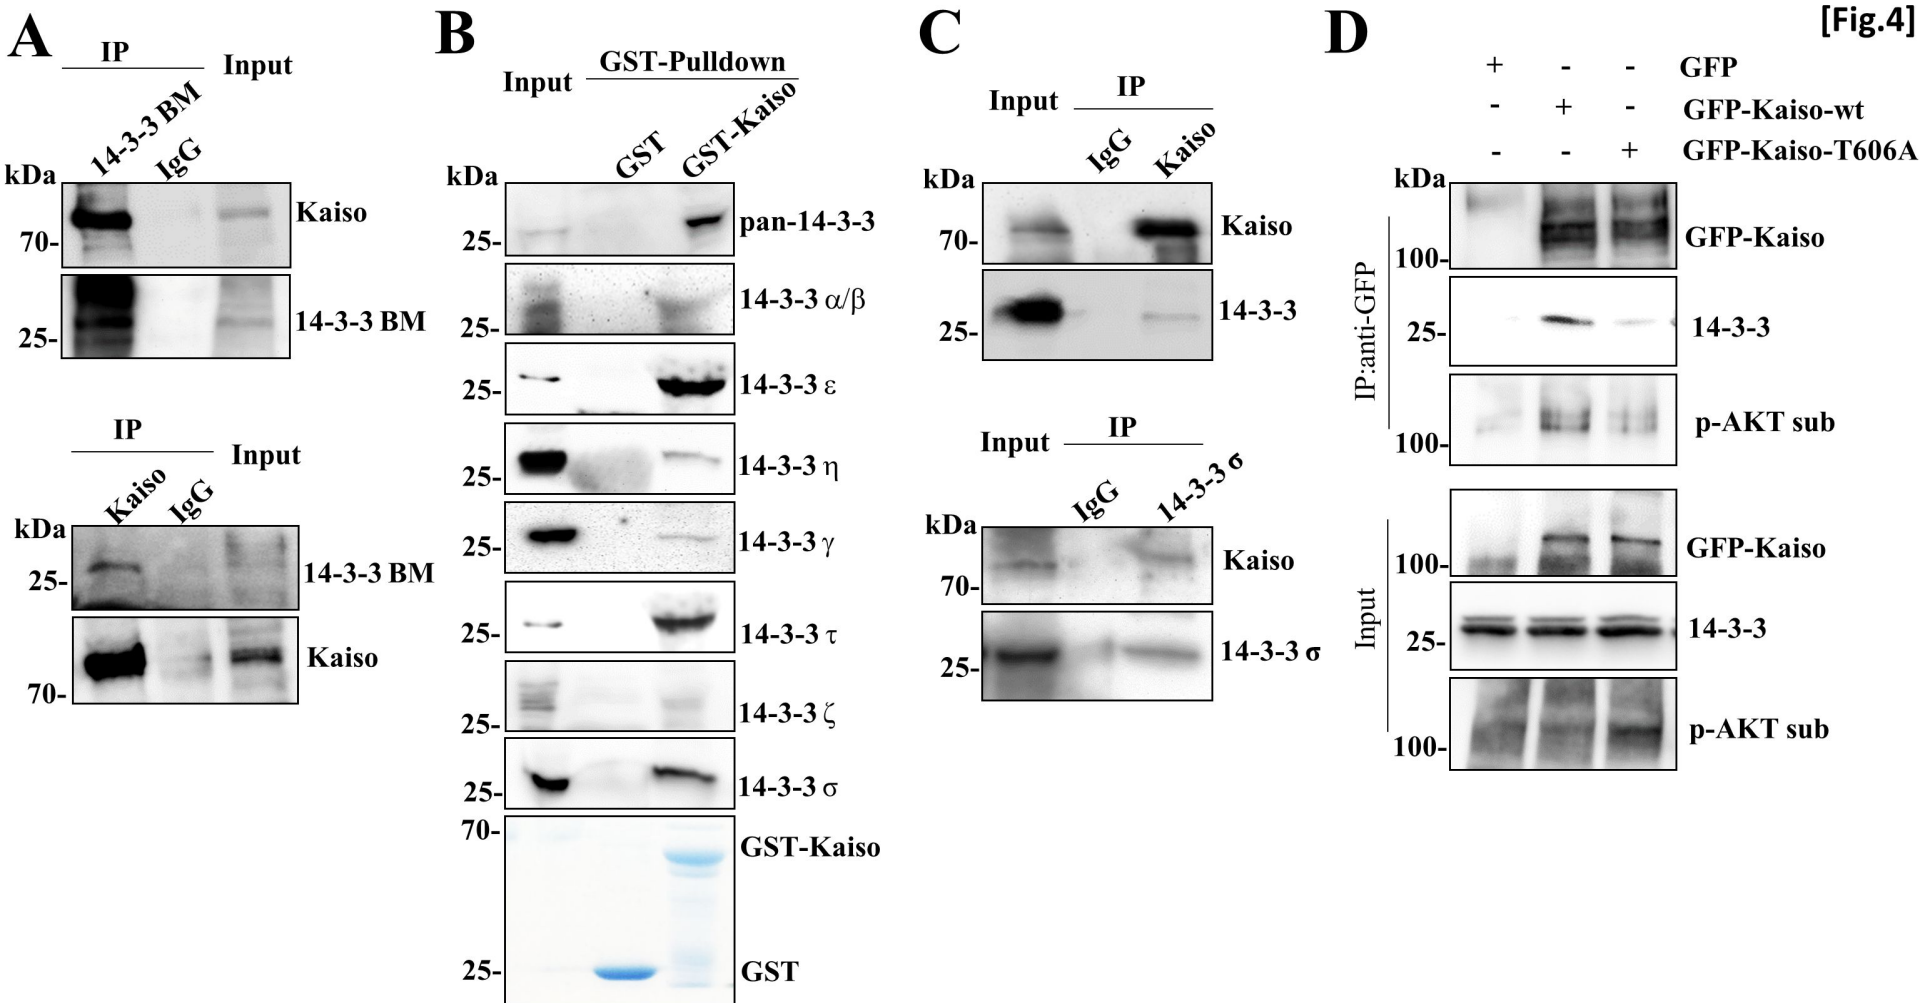 [Fig.4]
A
IP
Input
14-3-3 BM
IgG
kDa
Kaiso
70-
14-3-3 BM
25-
IP
Input
Kaiso
IgG
kDa
14-3-3 BM
25-
Kaiso
70-
B
GST-Pulldown
Input
GST
GST-Kaiso
kDa
pan-14-3-3
25-
14-3-3 α/β
25-
14-3-3 ε
25-
14-3-3 η
25-
14-3-3 γ
25-
14-3-3 τ
25-
14-3-3 ζ
25-
14-3-3 σ
25-
70-
GST-Kaiso
25-
GST
C
IP
Input
IgG
Kaiso
kDa
Kaiso
70-
14-3-3
25-
IP
Input
IgG
14-3-3 σ
kDa
Kaiso
70-
14-3-3 σ
25-
D
+ - - GFP
- + - GFP-Kaiso-wt
- - + GFP-Kaiso-T606A
kDa
IP:anti-GFP
GFP-Kaiso
100-
14-3-3
25-
p-AKT sub
100-
Input
GFP-Kaiso
100-
14-3-3
25-
p-AKT sub
100-